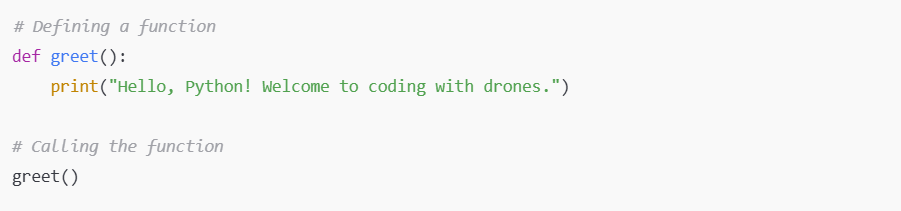 # Defining a function
def greet():
    print("Hello, Python! Welcome to coding with drones.")
# Calling the function
greet()